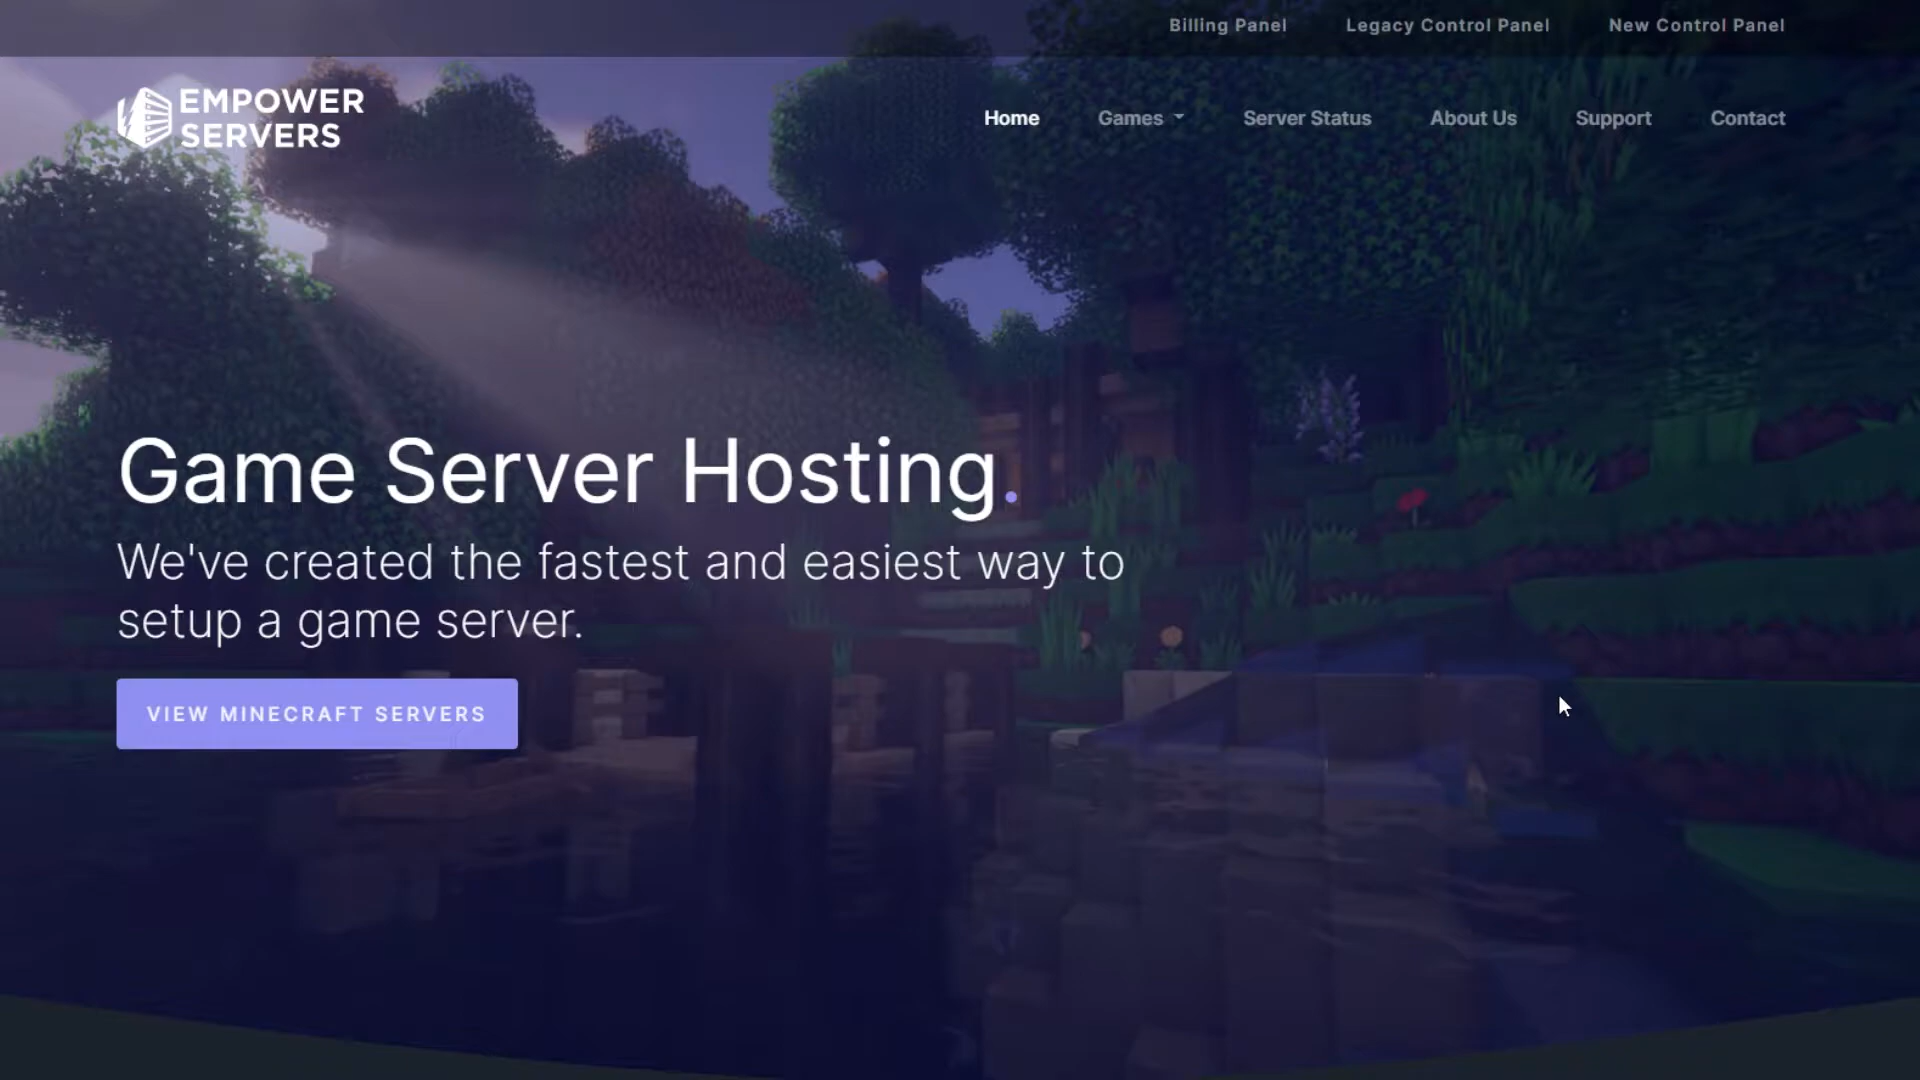 Billing Panel
Legacy Control Panel
New Control Panel
EMPOWER
SERVERS
Home
Games
Server Status
About Us
Support
Contact
Game Server Hosting.
We've created the fastest and easiest way to
setup a game server.
VIEW MINECRAFT SERVERS